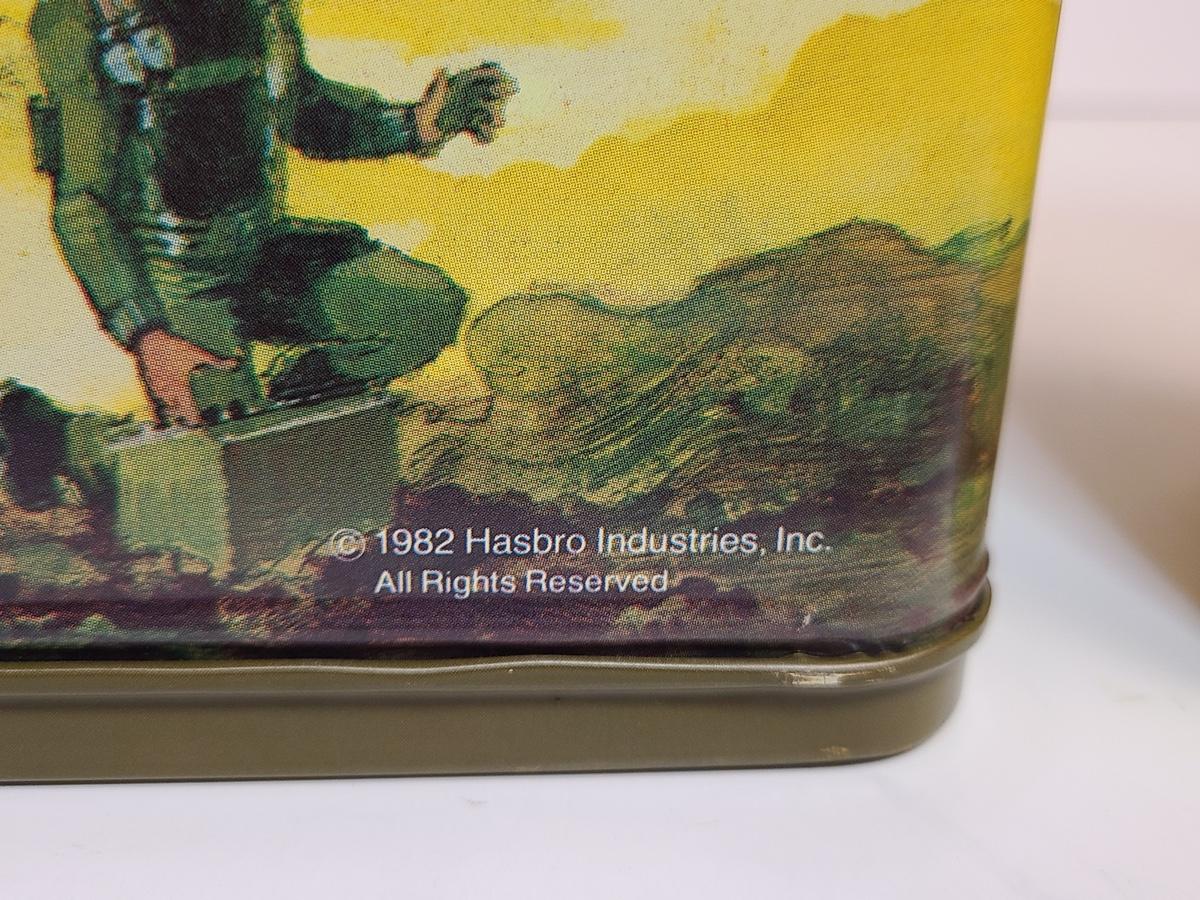 © 1982 Hasbro Industries, Inc.
All Rights Reserved